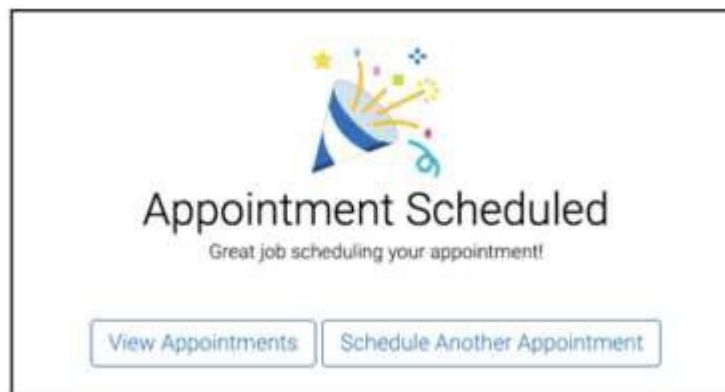 Appointment Scheduled
Great job scheduling your appointment!
View Appointments
Schedule Another Appointment